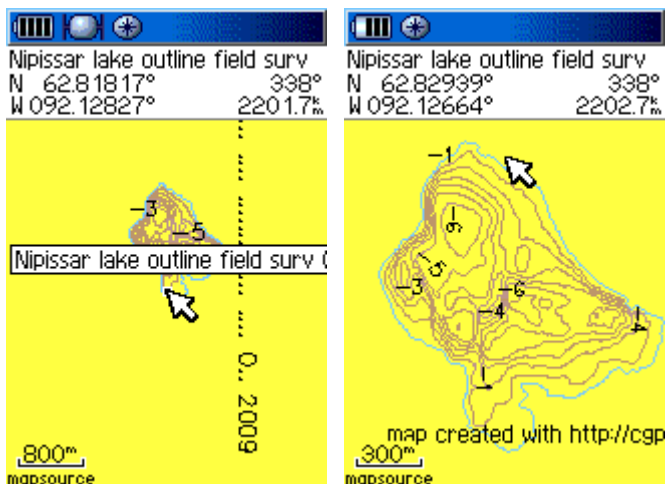 Nipissar lake outline field surv
N 62.81817° 338°
W 092.12827° 2201.7km
-3
-5
Nipissar lake outline field surv
2009
800m
mapsource
Nipissar lake outline field surv
N 62.82939° 338°
W 092.12664° 2202.7km
-1
-6
-5
-3
-6
-4
-4
-1
map created with http://cgp
300m
mapsource